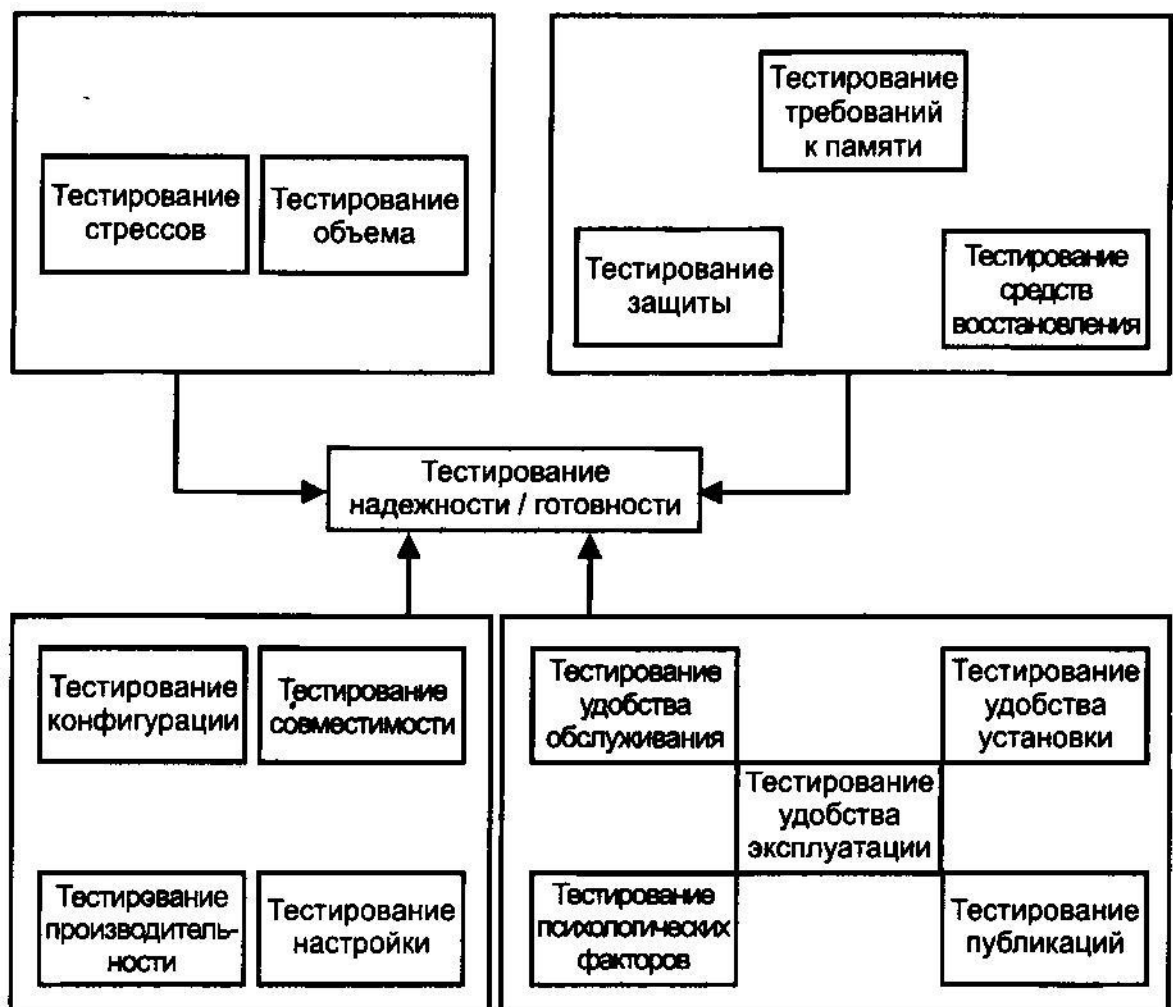 Тестирование
стрессов
Тестирование
объема
Тестирование
требований
к памяти
Тестирование
защиты
Тестирование
средств
восстановления
Тестирование
надежности / готовности
Тестирование
конфигурации
Тестирование
совместимости
Тестирование
производитель-
ности
Тестирование
настройки
Тестирование
удобства
обслуживания
Тестирование
удобства
установки
Тестирование
удобства
эксплуатации
Тестирование
психологических
факторов
Тестирование
публикаций